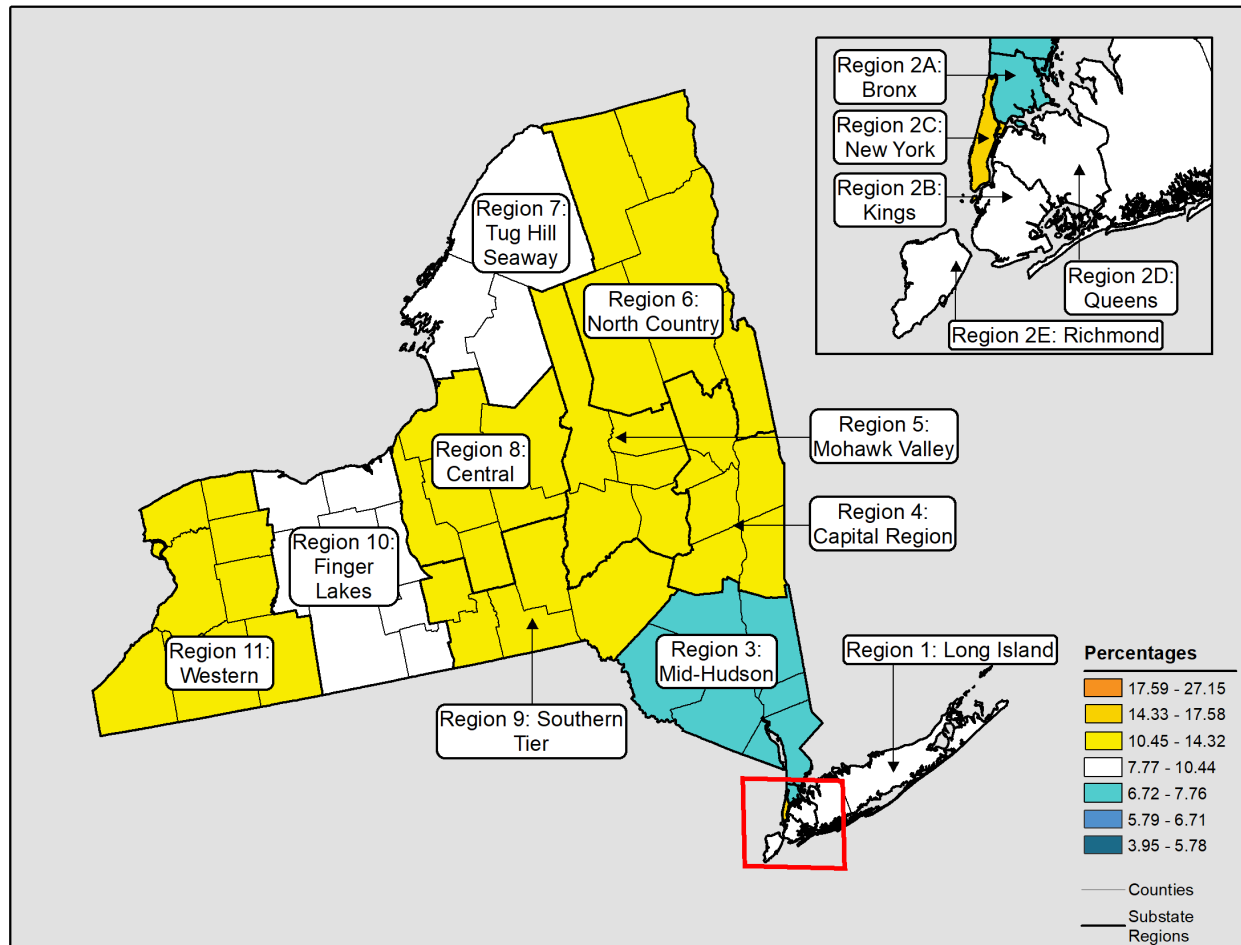 Region 2A:
Bronx
Region 2C:
New York
Region 2B:
Kings
Region 2D:
Queens
Region 2E: Richmond
Region 7:
Tug Hill
Seaway
Region 6:
North Country
Region 5:
Mohawk Valley
Region 8:
Central
Region 4:
Capital Region
Region 10:
Finger
Lakes
Region 11:
Western
Region 3:
Mid-Hudson
Region 1: Long Island
Region 9: Southern
Tier
Percentages
17.59 - 27.15
14.33 - 17.58
10.45 - 14.32
7.77 - 10.44
6.72 - 7.76
5.79 - 6.71
3.95 - 5.78
Counties
Substate
Regions